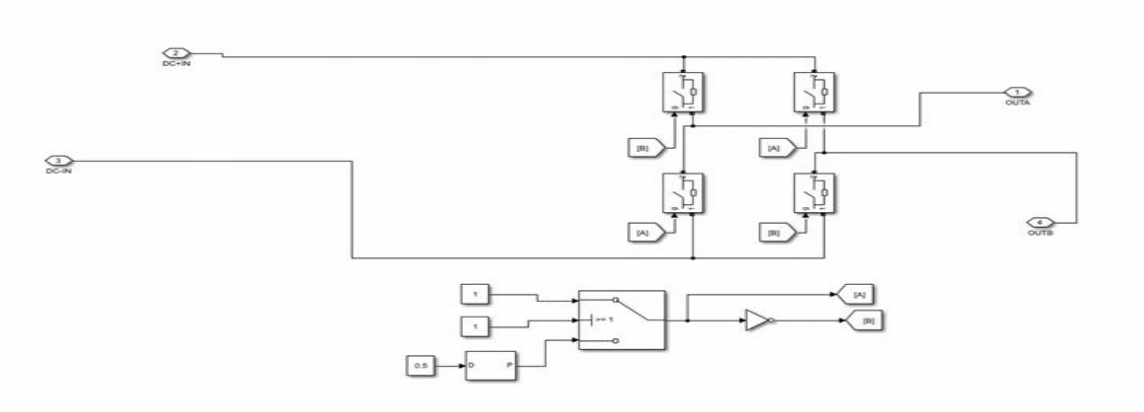 2
DC+IN
1
OUTA
[B]
[A]
3
DC-IN
[A]
[B]
4
OUTB
1
[A]
>= 1
1
[B]
0.5
D
P